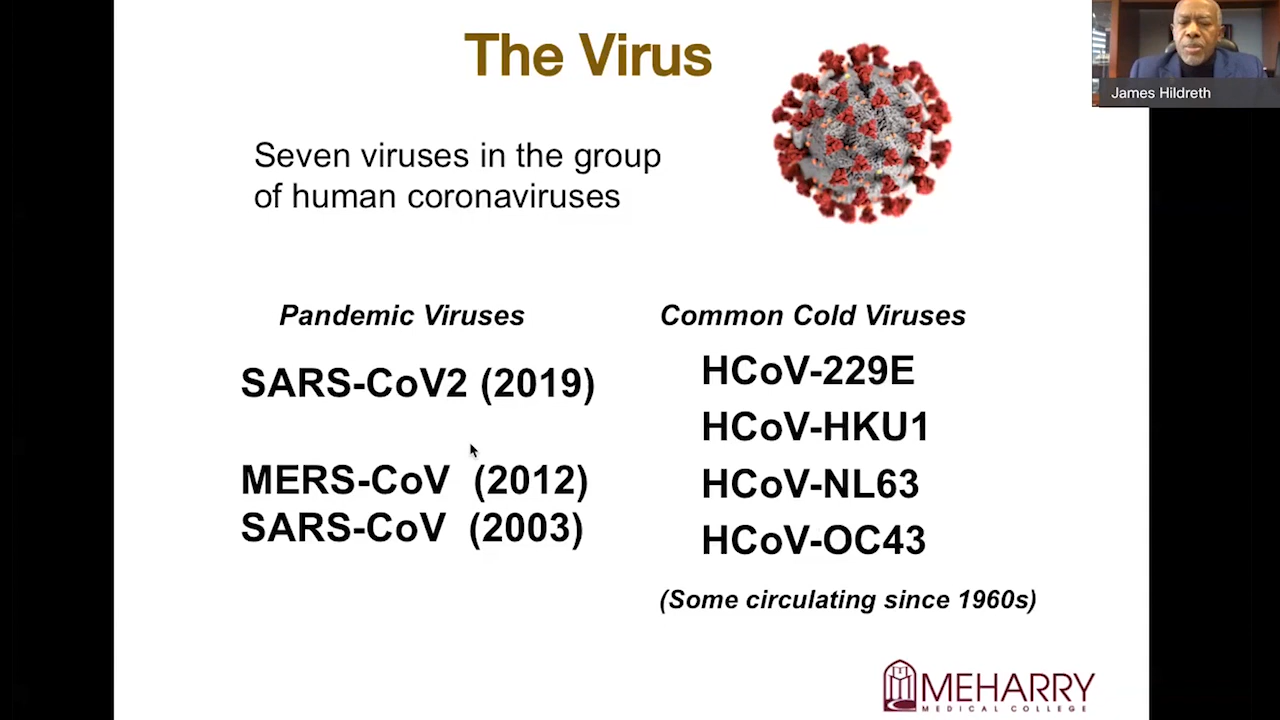 The Virus
James Hildreth
Seven viruses in the group
of human coronaviruses
Pandemic Viruses
SARS-CoV2 (2019)
MERS-CoV (2012)
SARS-CoV (2003)
Common Cold Viruses
HCoV-229E
HCoV-HKU1
HCoV-NL63
HCoV-OC43
(Some circulating since 1960s)
MEHARRY
MEDICAL COLLEGE